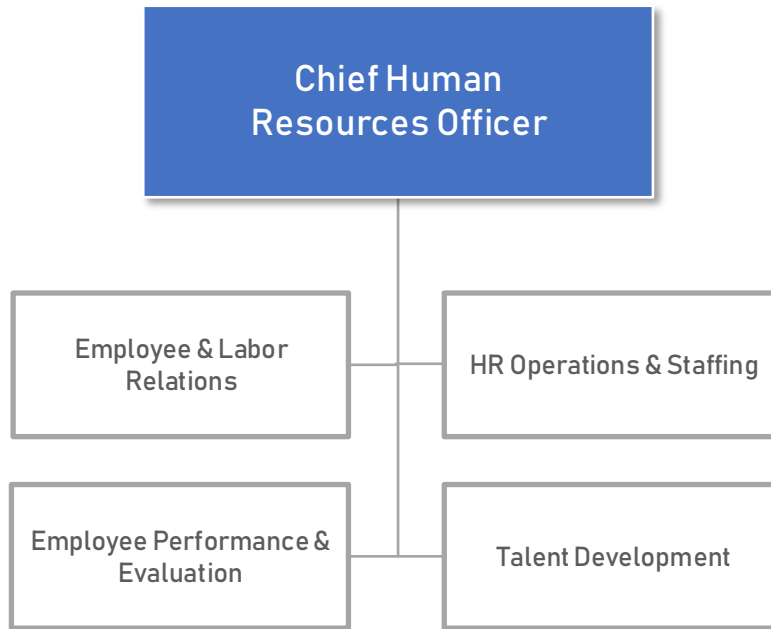 Chief Human
Resources Officer
Employee & Labor
Relations
HR Operations & Staffing
Employee Performance &
Evaluation
Talent Development